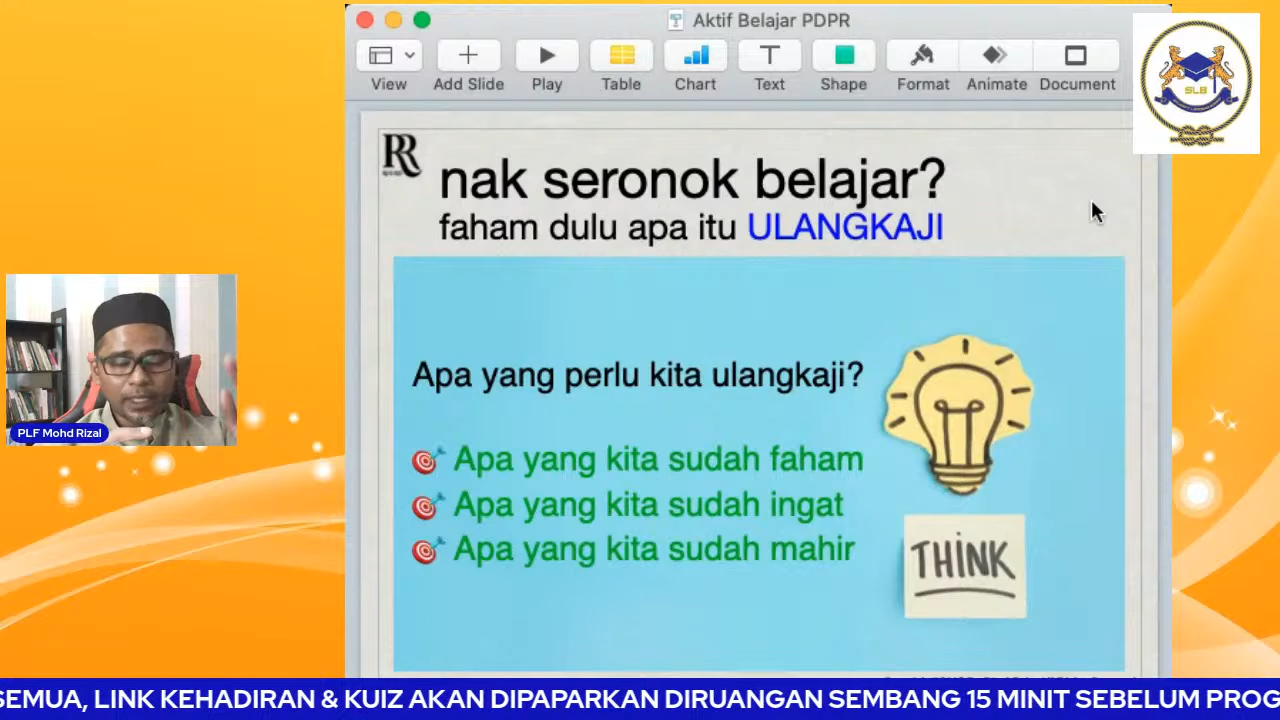 Aktif Belajar PDPR
View
Add Slide
Play
Table
Chart
Text
Shape
Format
Animate
Document
SLB
RR
nak seronok belajar?
faham dulu apa itu ULANGKAJI
Apa yang perlu kita ulangkaji?
Apa yang kita sudah faham
Apa yang kita sudah ingat
Apa yang kita sudah mahir
THINK
PLF Mohd Rizal
SEMUA, LINK KEHADIRAN & KUIZ AKAN DIPAPARKAN DIRUANGAN SEMBANG 15 MINIT SEBELUM PROG